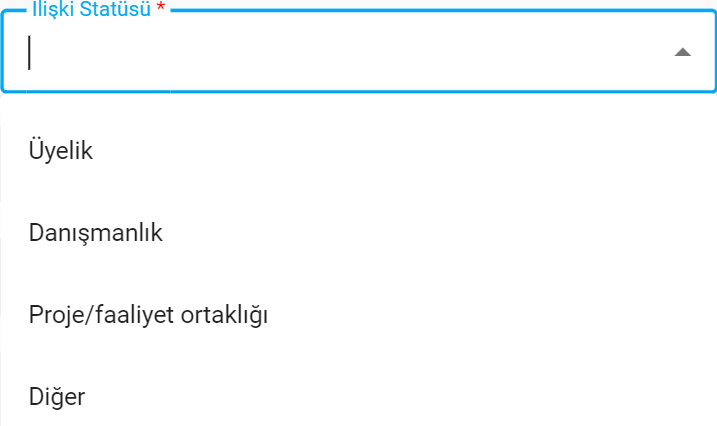 İlişki Statüsü *
Üyelik
Danışmanlık
Proje/faaliyet ortaklığı
Diğer